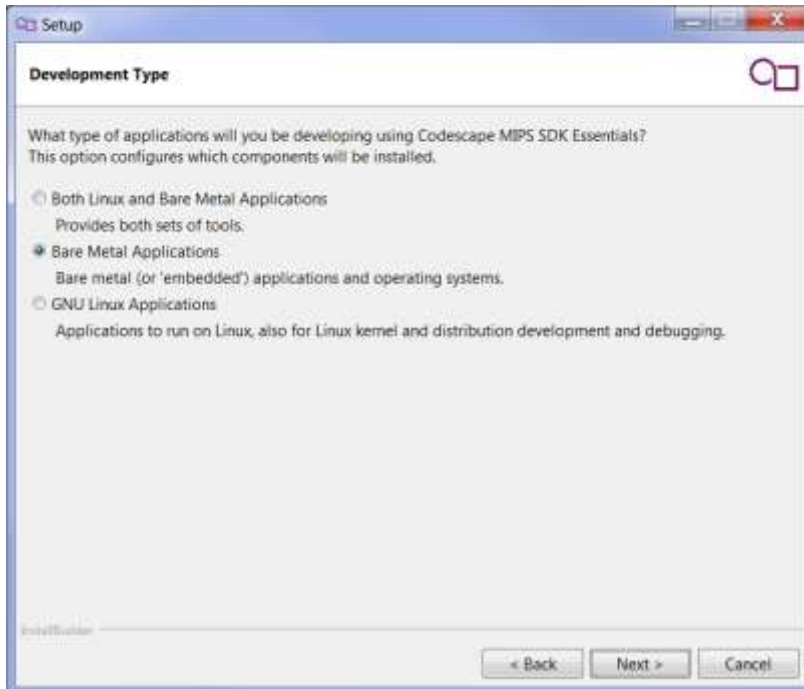 Setup
Development Type
What type of applications will you be developing using Codescape MIPS SDK Essentials?
This option configures which components will be installed.
Both Linux and Bare Metal Applications
Provides both sets of tools.
Bare Metal Applications
Bare metal (or 'embedded') applications and operating systems.
GNU Linux Applications
Applications to run on Linux, also for Linux kernel and distribution development and debugging.
InstallBuilder
< Back
Next >
Cancel